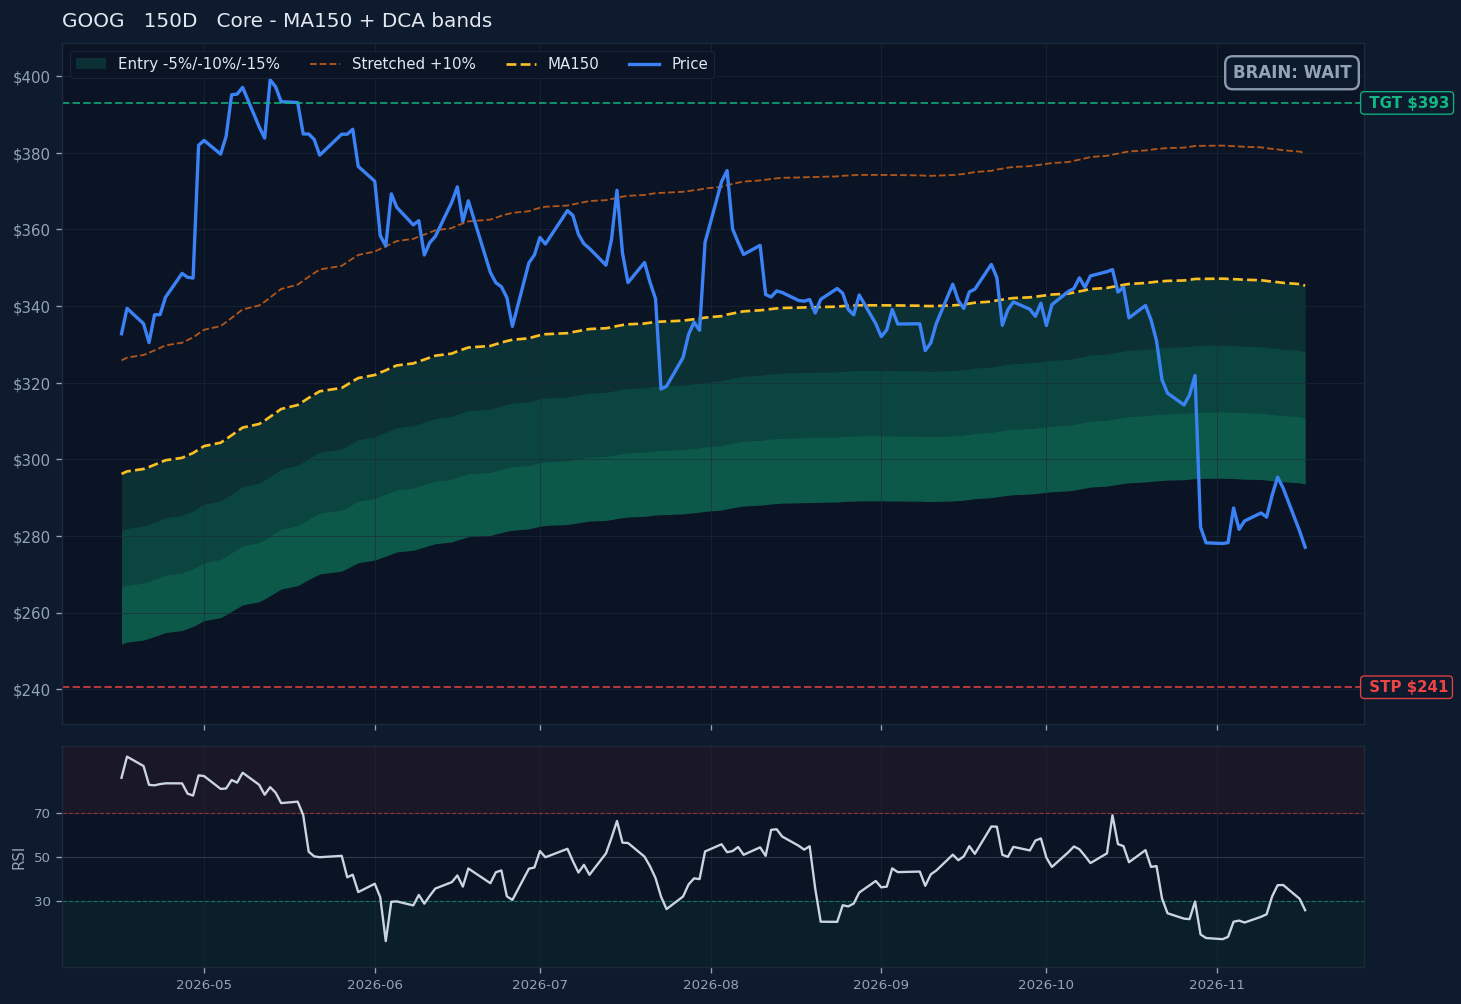 GOOG   150D   Core - MA150 + DCA bands
Entry -5%/-10%/-15%   Stretched +10%   MA150   Price
BRAIN: WAIT
$400
TGT $393
$380
$360
$340
$320
$300
$280
$260
$240
STP $241
70
50
30
RSI
2026-05   2026-06   2026-07   2026-08   2026-09   2026-10   2026-11